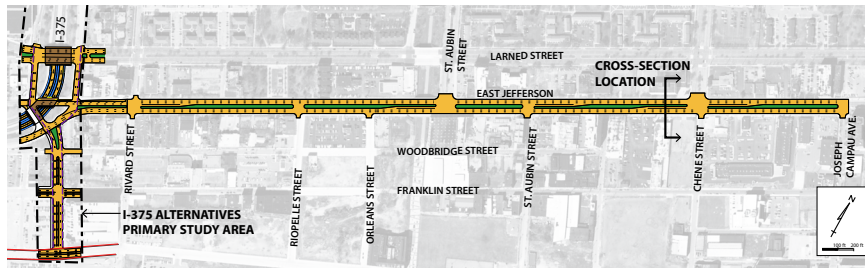 I-375
ST. AUBIN
STREET
LARNED STREET
CROSS-SECTION
LOCATION
EAST JEFFERSON
RIVARD STREET
RIOPELLE STREET
ORLEANS STREET
WOODBRIDGE STREET
FRANKLIN STREET
ST. AUBIN STREET
CHENE STREET
JOSEPH
CAMPAU AVE.
I-375 ALTERNATIVES
PRIMARY STUDY AREA
N
100 ft 200 ft